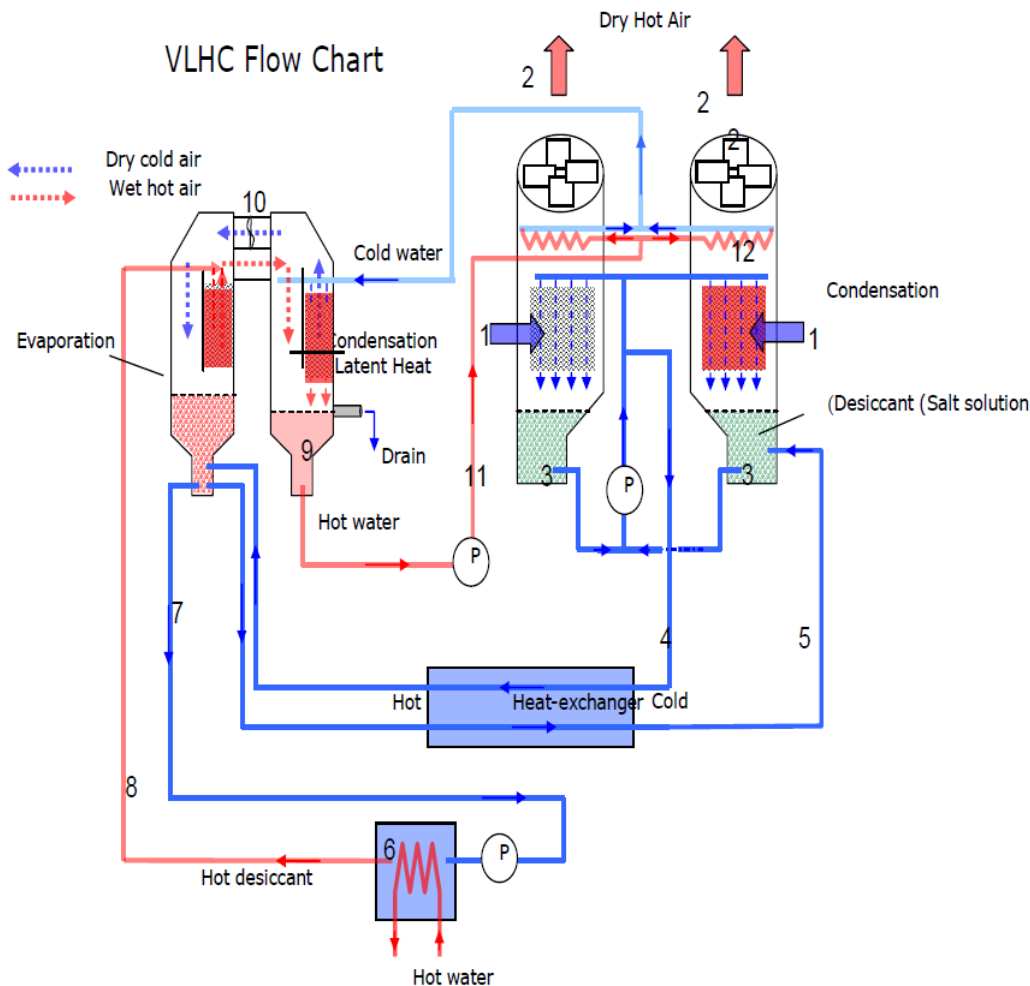 Dry Hot Air
VLHC Flow Chart
2
2
2
Dry cold air
Wet hot air
10
Cold water
12
Condensation
1
1
Evaporation
Condensation
Latent Heat
(Desiccant (Salt solution
9
Drain
11
3
3
P
Hot water
P
7
4
5
Hot
Heat-exchanger
Cold
8
6
P
Hot desiccant
Hot water